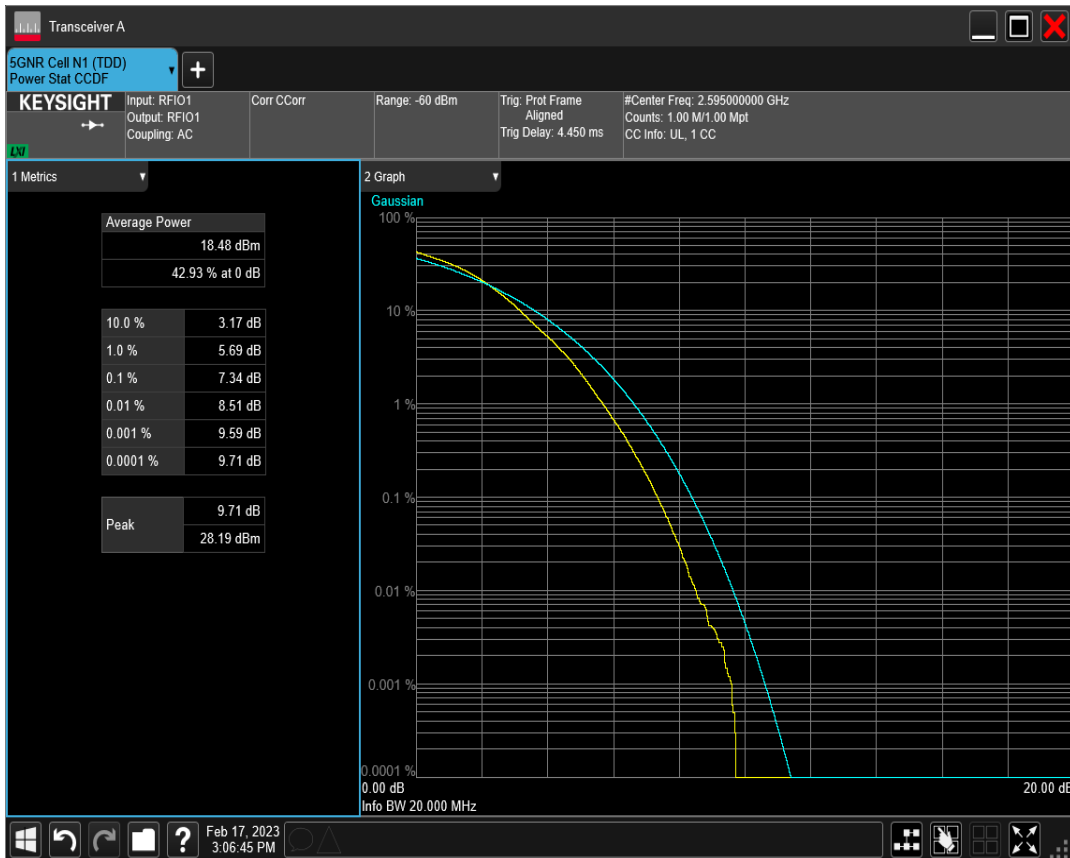 Transceiver A
5GNR Cell N1 (TDD)
Power Stat CCDF
+
KEYSIGHT
LXI
Input: RFIO1
Output: RFIO1
Coupling: AC
Corr CCorr
Range: -60 dBm
Trig: Prot Frame
Aligned
Trig Delay: 4.450 ms
#Center Freq: 2.595000000 GHz
Counts: 1.00 M/1.00 Mpt
CC Info: UL, 1 CC
1 Metrics
Average Power
18.48 dBm
42.93 % at 0 dB
10.0 % 3.17 dB
1.0 % 5.69 dB
0.1 % 7.34 dB
0.01 % 8.51 dB
0.001 % 9.59 dB
0.0001 % 9.71 dB
Peak
9.71 dB
28.19 dBm
2 Graph
Gaussian
100 %
10 %
1 %
0.1 %
0.01 %
0.001 %
0.0001 %
0.00 dB 20.00 dB
Info BW 20.000 MHz
?
Feb 17, 2023
3:06:45 PM